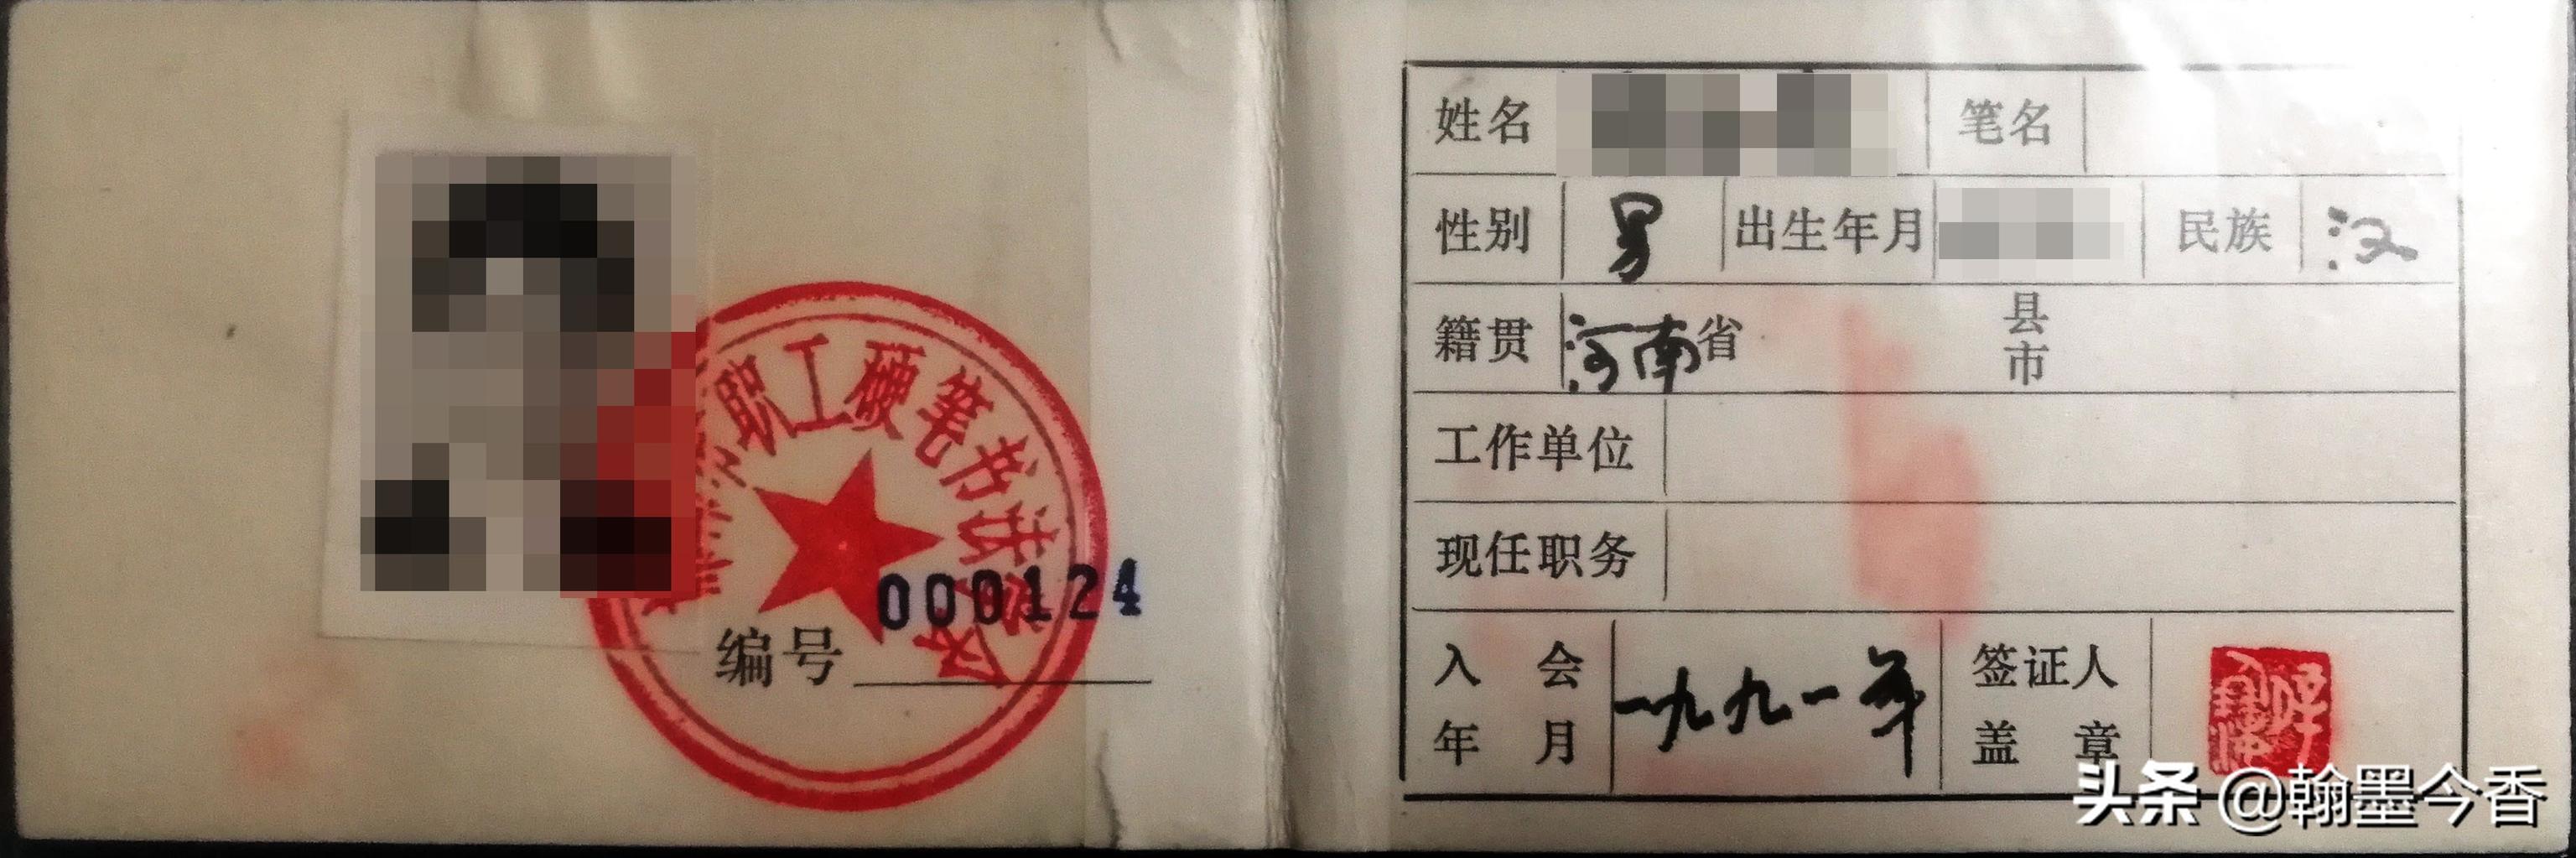 职工硬笔书法
000124
编号
姓名 笔名
性别 男 出生年月 民族 汉
籍贯 河南省 县市
工作单位
现任职务
入会年月 一九九一年 签证人盖章
头条 @翰墨今香